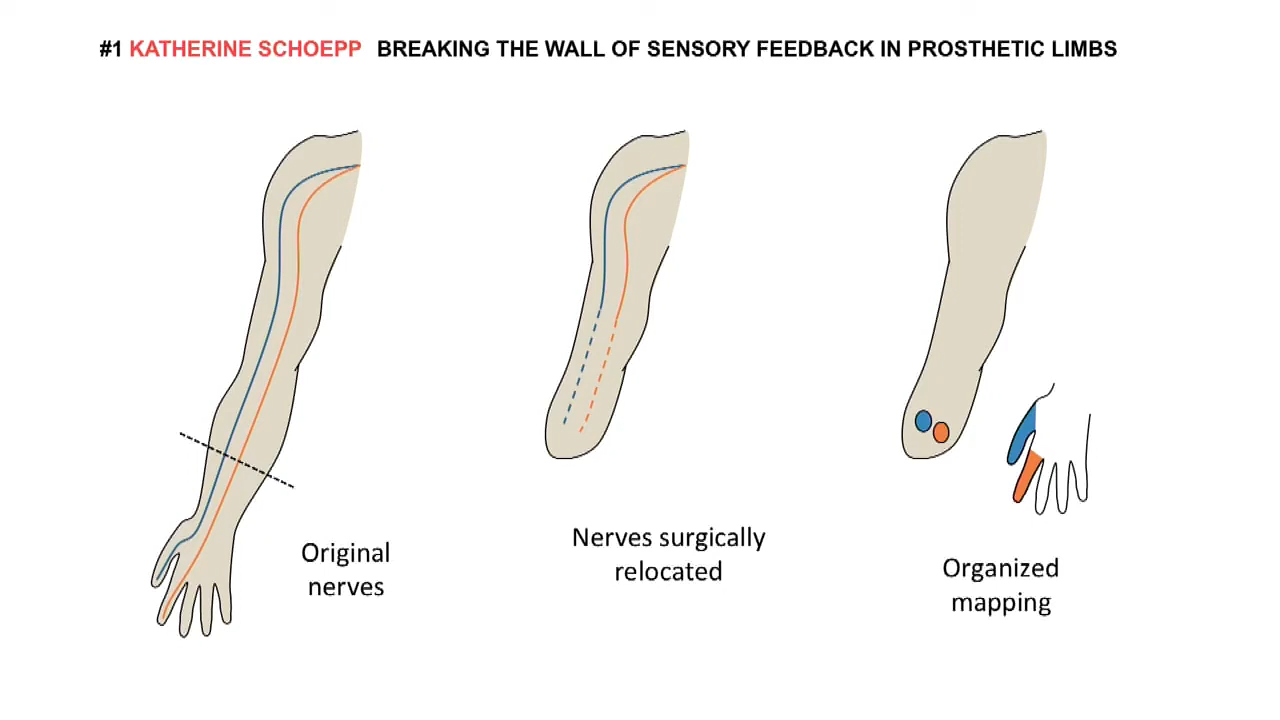 #1 KATHERINE SCHOEPP BREAKING THE WALL OF SENSORY FEEDBACK IN PROSTHETIC LIMBS
Original
nerves
Nerves surgically
relocated
Organized
mapping